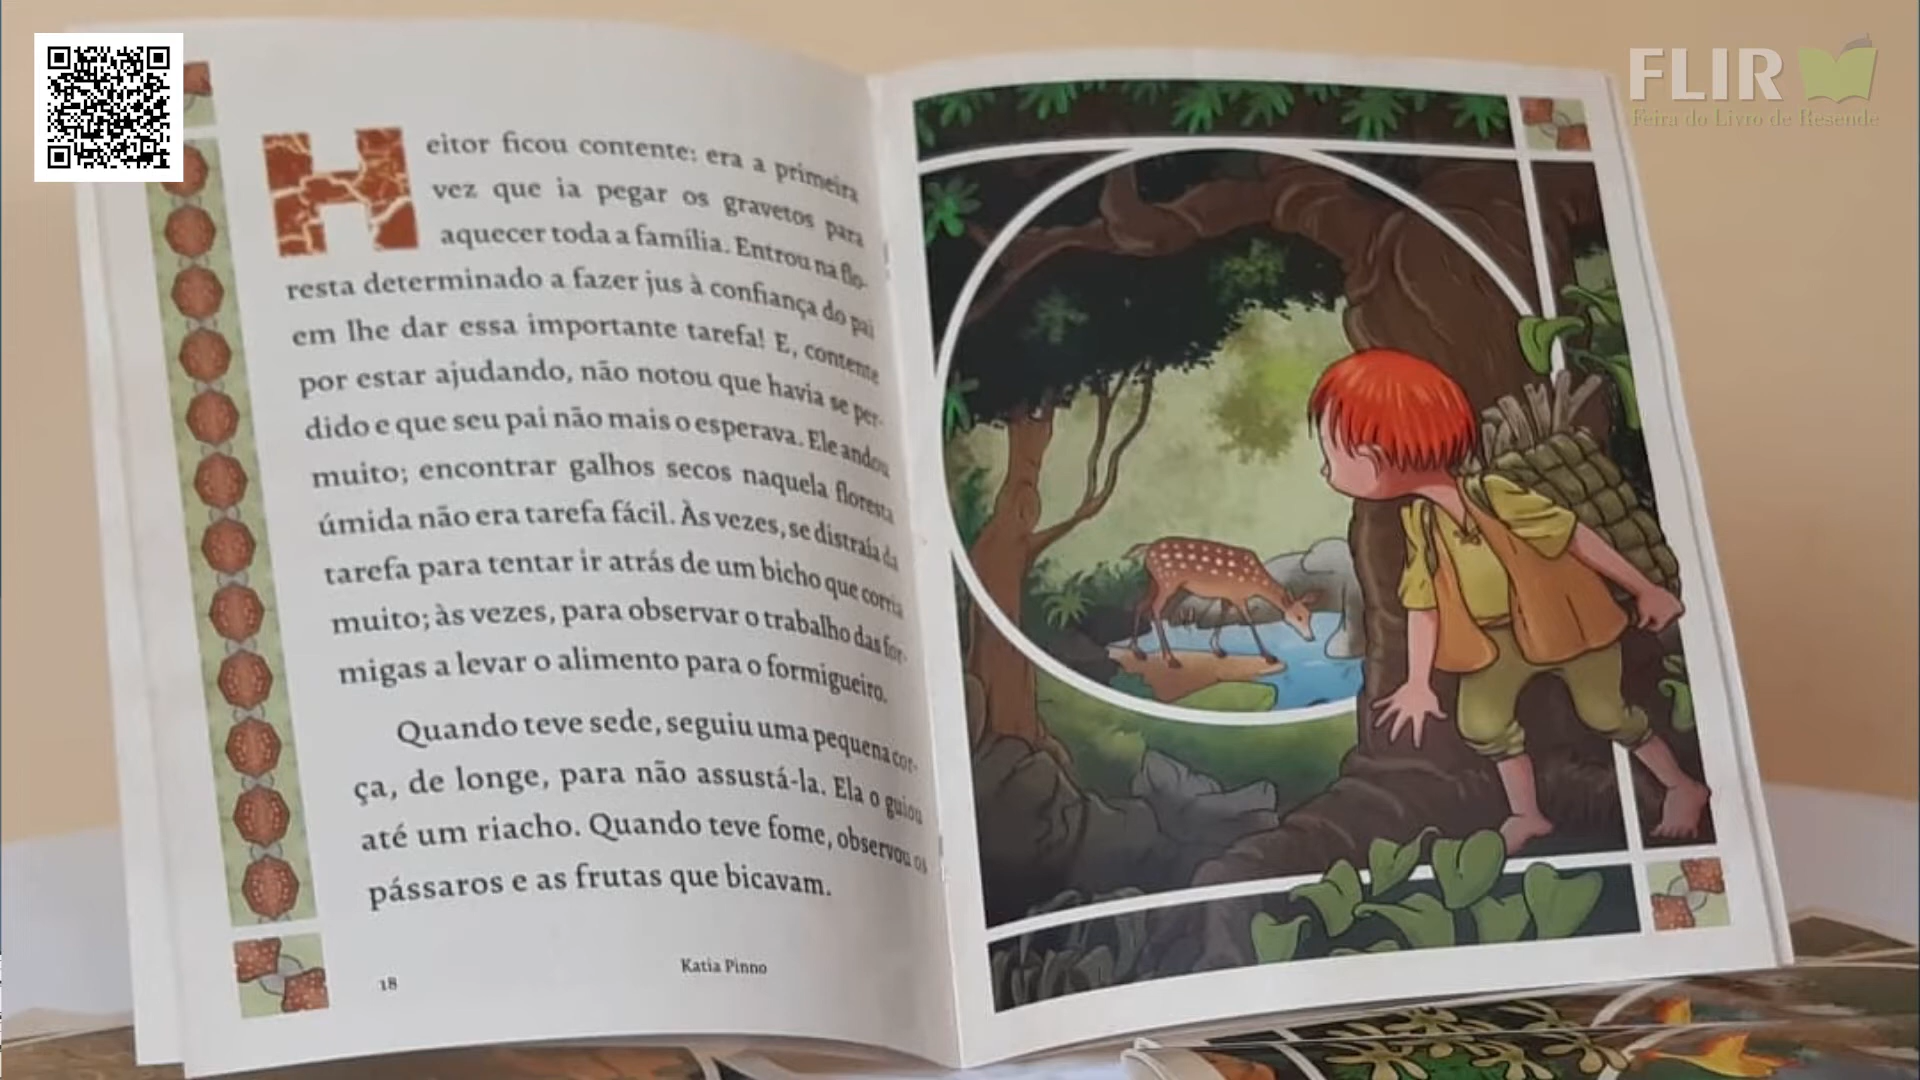 FLIR
Feira do Livro de Resende
Heitor ficou contente: era a primeira
vez que ia pegar os gravetos para
aquecer toda a família. Entrou na flo-
resta determinado a fazer jus à confiança do pai
em lhe dar essa importante tarefa! E, contente
por estar ajudando, não notou que havia se per-
dido e que seu pai não mais o esperava. Ele andou
muito; encontrar galhos secos naquela floresta
úmida não era tarefa fácil. Às vezes, se distraía da
tarefa para tentar ir atrás de um bicho que corria
muito; às vezes, para observar o trabalho das for-
migas a levar o alimento para o formigueiro.
Quando teve sede, seguiu uma pequena cor-
ça, de longe, para não assustá-la. Ela o guiou
até um riacho. Quando teve fome, observou os
pássaros e as frutas que bicavam.
18
Katia Pinno